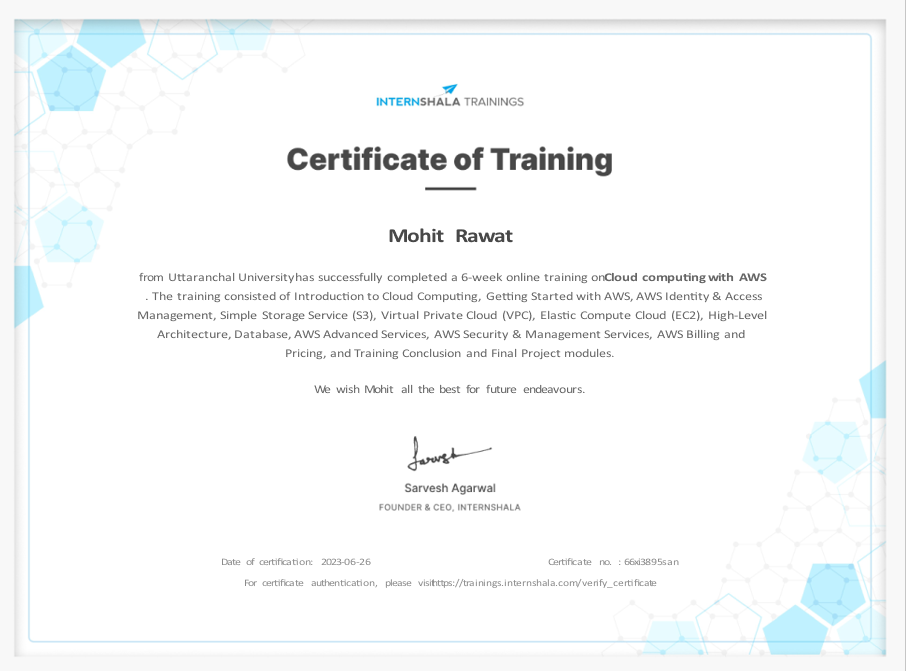 INTERNSHALA TRAININGS
Certificate of Training
Mohit Rawat
from Uttaranchal University has successfully completed a 6-week online training on Cloud computing with AWS
. The training consisted of Introduction to Cloud Computing, Getting Started with AWS, AWS Identity & Access
Management, Simple Storage Service (S3), Virtual Private Cloud (VPC), Elastic Compute Cloud (EC2), High-Level
Architecture, Database, AWS Advanced Services, AWS Security & Management Services, AWS Billing and
Pricing, and Training Conclusion and Final Project modules.
We wish Mohit all the best for future endeavours.
Sarvesh
Sarvesh Agarwal
FOUNDER & CEO, INTERNSHALA
Date of certification: 2023-06-26 Certificate no. : 66xi3895san
For certificate authentication, please visit https://trainings.internshala.com/verify_certificate